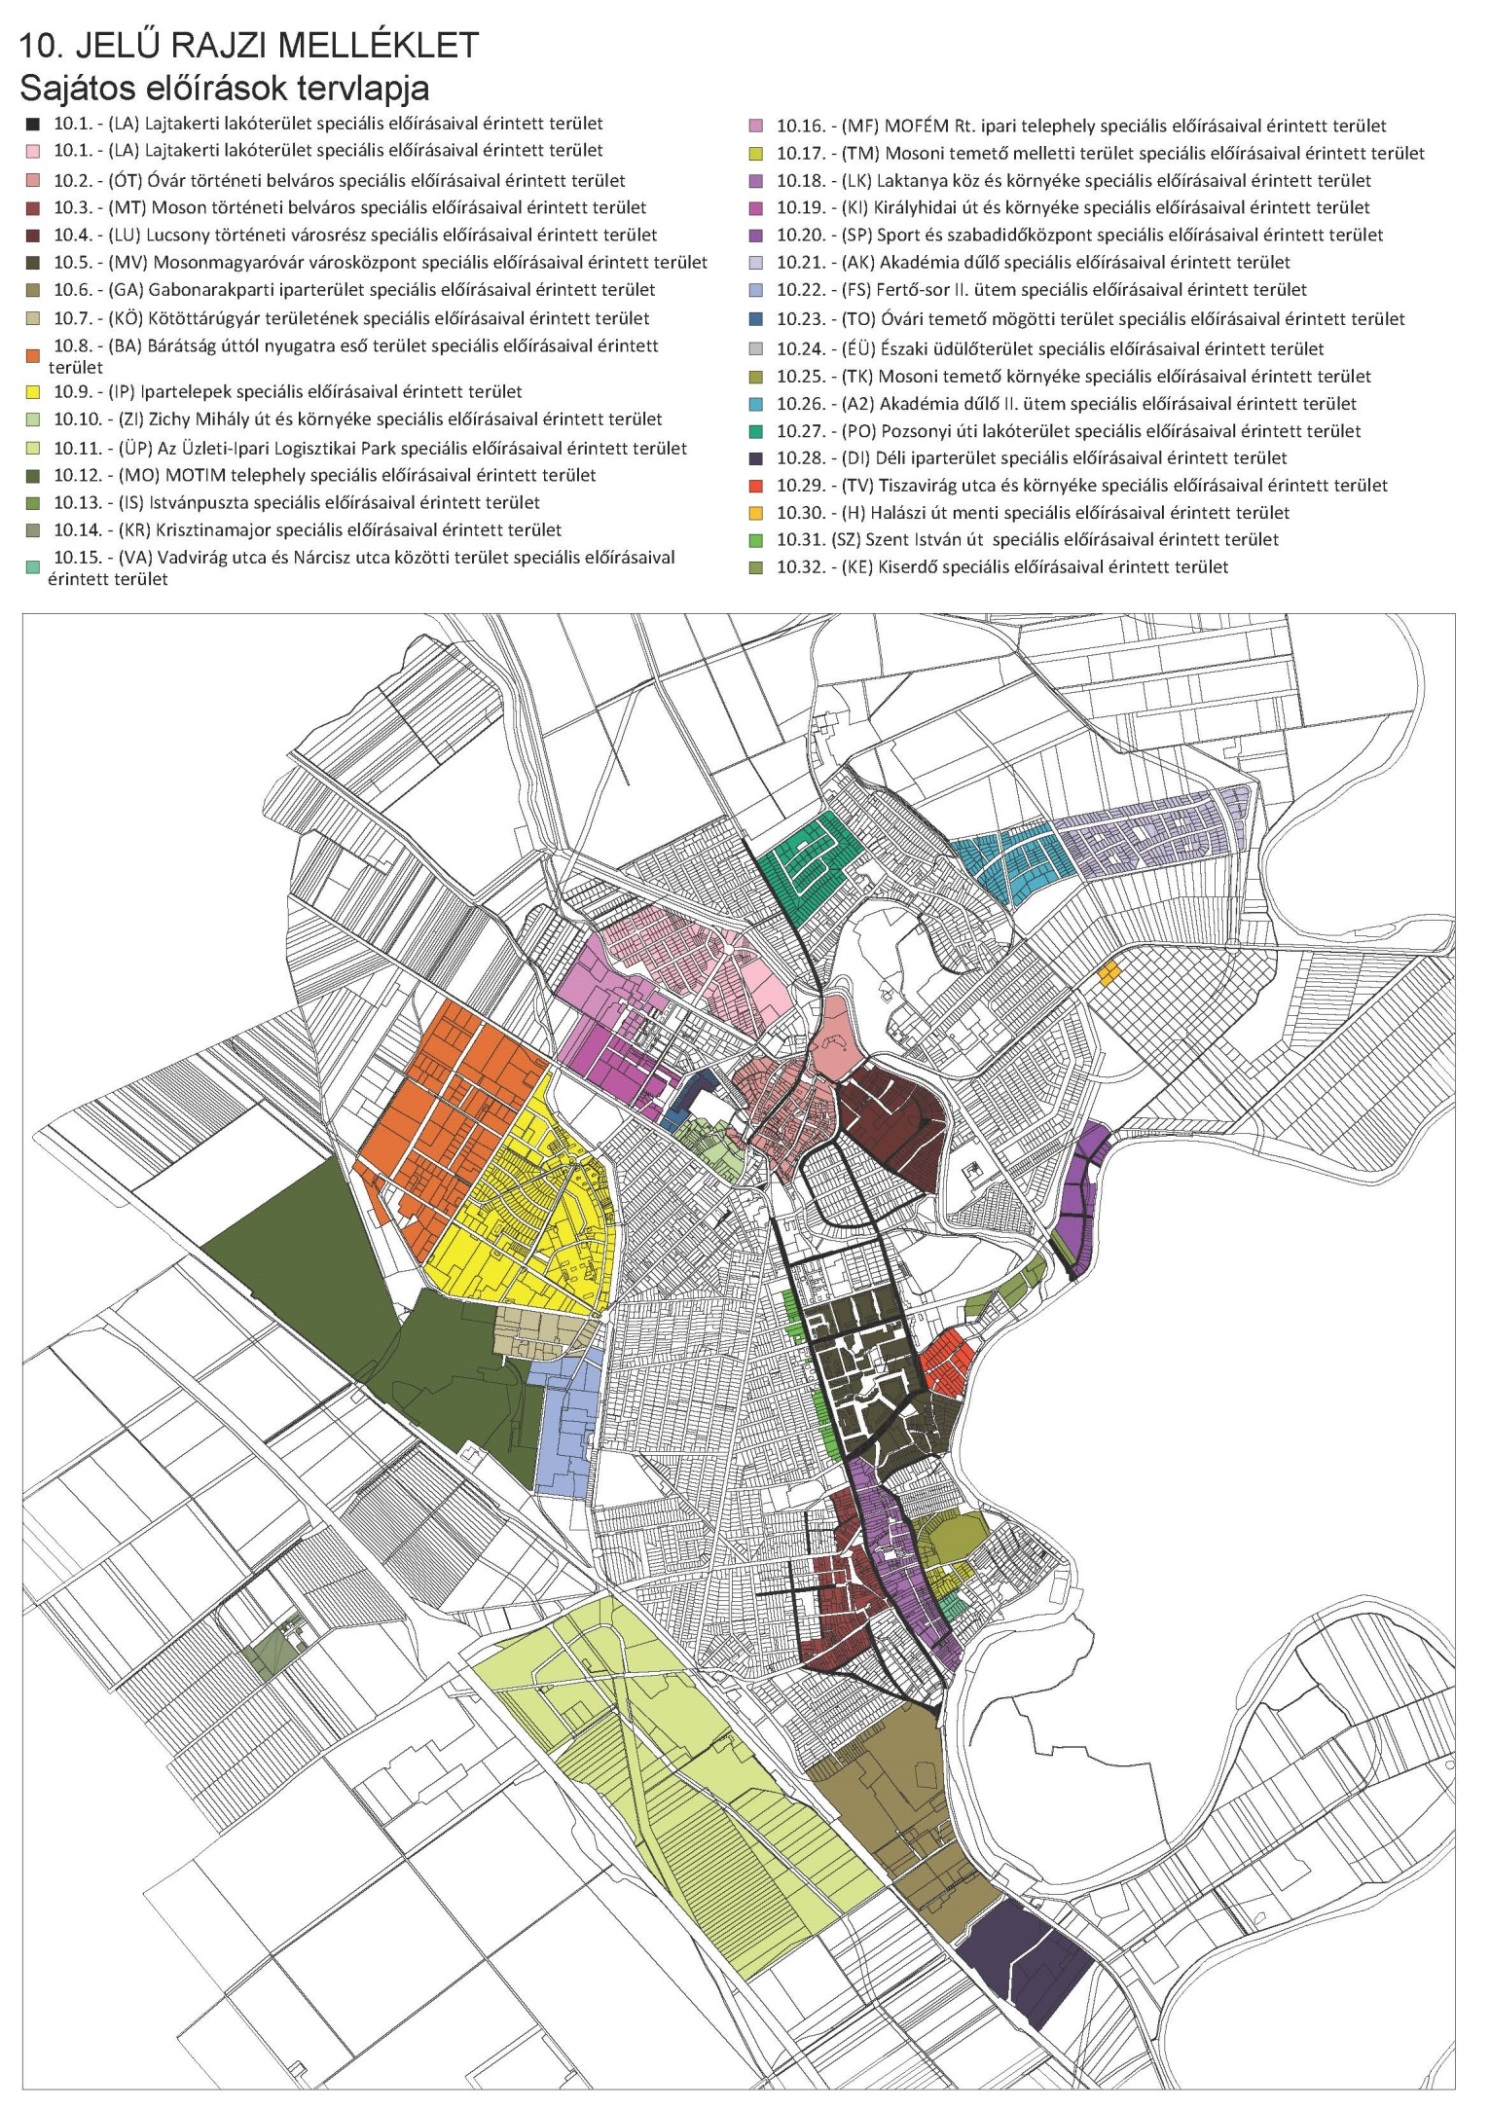 10. JELŰ RAJZI MELLÉKLET
Sajátos előírások tervlapja
10.1. - (LA) Lajtakerti lakóterület speciális előírásaival érintett terület
10.1. - (LA) Lajtakerti lakóterület speciális előírásaival érintett terület
10.2. - (ÓT) Óvár történeti belváros speciális előírásaival érintett terület
10.3. - (MT) Moson történeti belváros speciális előírásaival érintett terület
10.4. - (LU) Lucsony történeti városrész speciális előírásaival érintett terület
10.5. - (MV) Mosonmagyaróvár városközpont speciális előírásaival érintett terület
10.6. - (GA) Gabonarakparti iparterület speciális előírásaival érintett terület
10.7. - (KÖ) Kötöttárúgyár területének speciális előírásaival érintett terület
10.8. - (BA) Bárátság úttól nyugatra eső terület speciális előírásaival érintett
terület
10.9. - (IP) Ipartelepek speciális előírásaival érintett terület
10.10. - (ZI) Zichy Mihály út és környéke speciális előírásaival érintett terület
10.11. - (ÜP) Az Üzleti-Ipari Logisztikai Park speciális előírásaival érintett terület
10.12. - (MO) MOTIM telephely speciális előírásaival érintett terület
10.13. - (IS) Istvánpuszta speciális előírásaival érintett terület
10.14. - (KR) Krisztinamajor speciális előírásaival érintett terület
10.15. - (VA) Vadvirág utca és Nárcisz utca közötti terület speciális előírásaival
érintett terület
10.16. - (MF) MOFÉM Rt. ipari telephely speciális előírásaival érintett terület
10.17. - (TM) Mosoni temető melletti terület speciális előírásaival érintett terület
10.18. - (LK) Laktanya köz és környéke speciális előírásaival érintett terület
10.19. - (KI) Királyhidai út és környéke speciális előírásaival érintett terület
10.20. - (SP) Sport és szabadidőközpont speciális előírásaival érintett terület
10.21. - (AK) Akadémia dűlő speciális előírásaival érintett terület
10.22. - (FS) Fertő-sor II. ütem speciális előírásaival érintett terület
10.23. - (TO) Óvári temető mögötti terület speciális előírásaival érintett terület
10.24. - (ÉÜ) Északi üdülőterület speciális előírásaival érintett terület
10.25. - (TK) Mosoni temető környéke speciális előírásaival érintett terület
10.26. - (A2) Akadémia dűlő II. ütem speciális előírásaival érintett terület
10.27. - (PO) Pozsonyi úti lakóterület speciális előírásaival érintett terület
10.28. - (DI) Déli iparterület speciális előírásaival érintett terület
10.29. - (TV) Tiszavirág utca és környéke speciális előírásaival érintett terület
10.30. - (H) Halászi út menti speciális előírásaival érintett terület
10.31. (SZ) Szent István út  speciális előírásaival érintett terület
10.32. - (KE) Kiserdő speciális előírásaival érintett terület